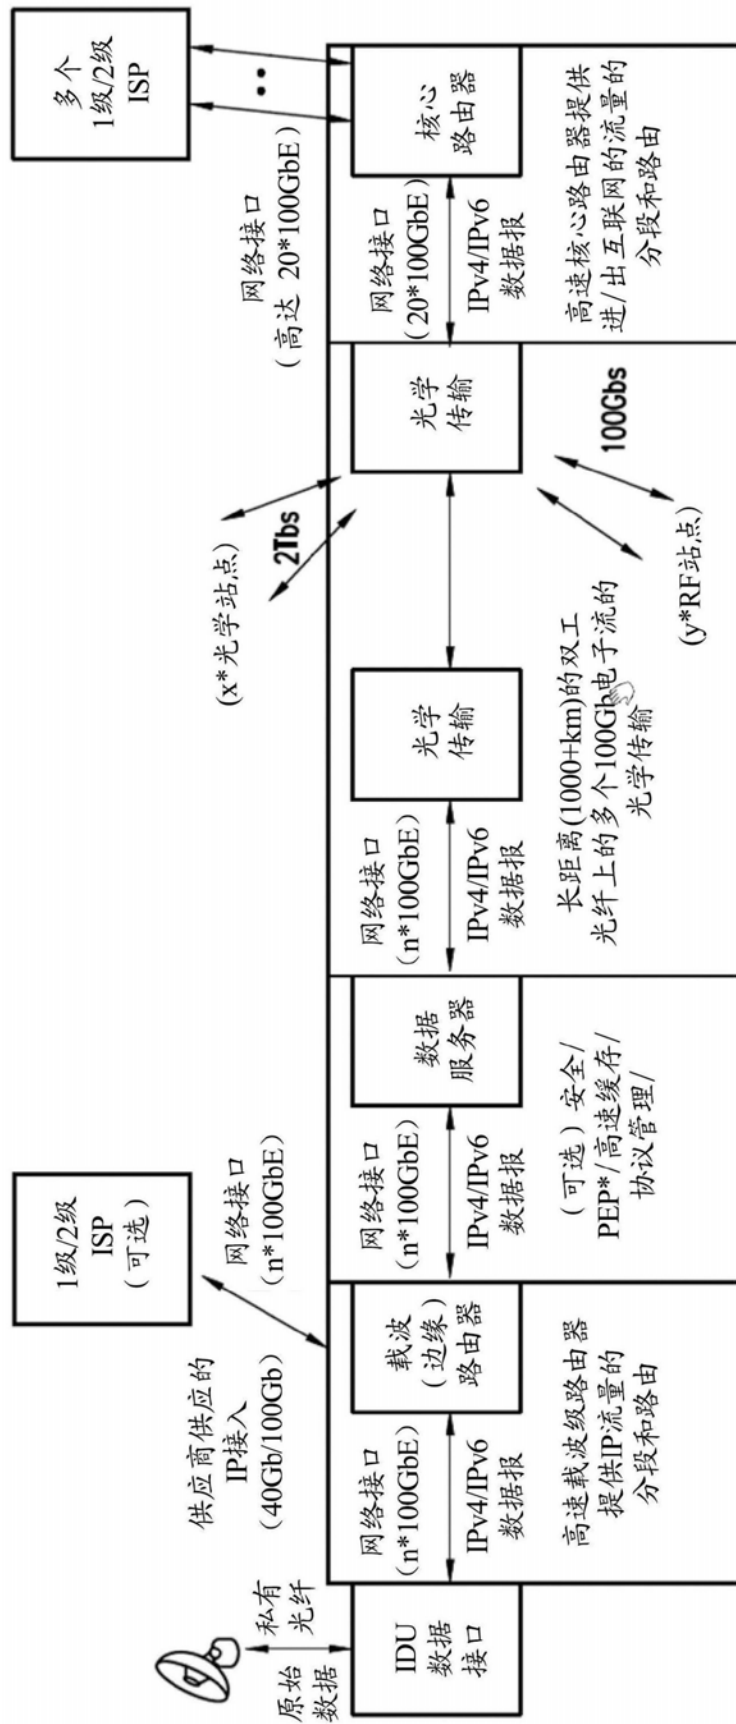 多个
1级/2级
ISP
网络接口
（高达 20*100GbE）
核心
路由器
网络接口
（20*100GbE）
IPv4/IPv6
数据报
高速核心路由器提供
进/出互联网的流量的
分段和路由
光学
传输
2Tbs
(x*光学站点)
100Gbs
(y*RF站点)
光学
传输
网络接口
（n*100GbE）
IPv4/IPv6
数据报
长距离(1000+km)的双工
光纤上的多个100Gb电子流的
光学传输
数据
服务器
网络接口
（n*100GbE）
IPv4/IPv6
数据报
（可选）安全/
PEP*/高速缓存/
协议管理/
1级/2级
ISP
（可选）
网络接口
（n*100GbE）
供应商供应的
IP接入
（40Gb/100Gb）
载波
（边缘）
路由器
网络接口
（n*100GbE）
IPv4/IPv6
数据报
高速载波级路由器
提供IP流量的
分段和路由
私有
光纤
原始
数据
IDU
数据
接口